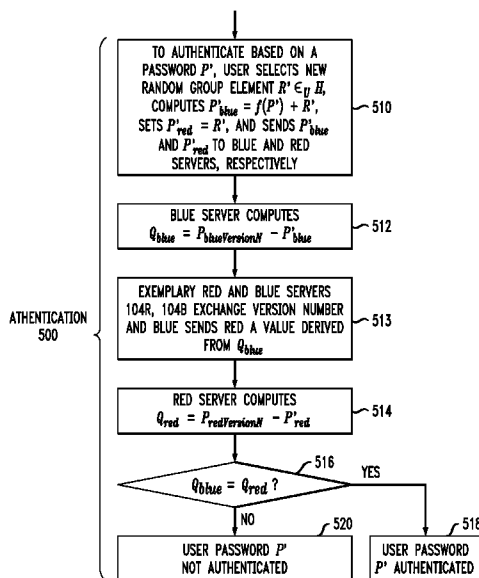 TO AUTHENTICATE BASED ON A
PASSWORD P', USER SELECTS NEW
RANDOM GROUP ELEMENT R' ∈U H,
COMPUTES P'blue = f(P') + R',
SETS P'red = R', AND SENDS P'blue
AND P'red TO BLUE AND RED
SERVERS, RESPECTIVELY
510
BLUE SERVER COMPUTES
Qblue = PblueVersionN - P'blue
512
EXEMPLARY RED AND BLUE SERVERS
104R, 104B EXCHANGE VERSION NUMBER
AND BLUE SENDS RED A VALUE DERIVED
FROM Qblue
513
ATHENTICATION
500
RED SERVER COMPUTES
Qred = PredVersionN - P'red
514
516
Qblue = Qred ?
YES
NO
520
518
USER PASSWORD P'
NOT AUTHENTICATED
USER PASSWORD
P' AUTHENTICATED